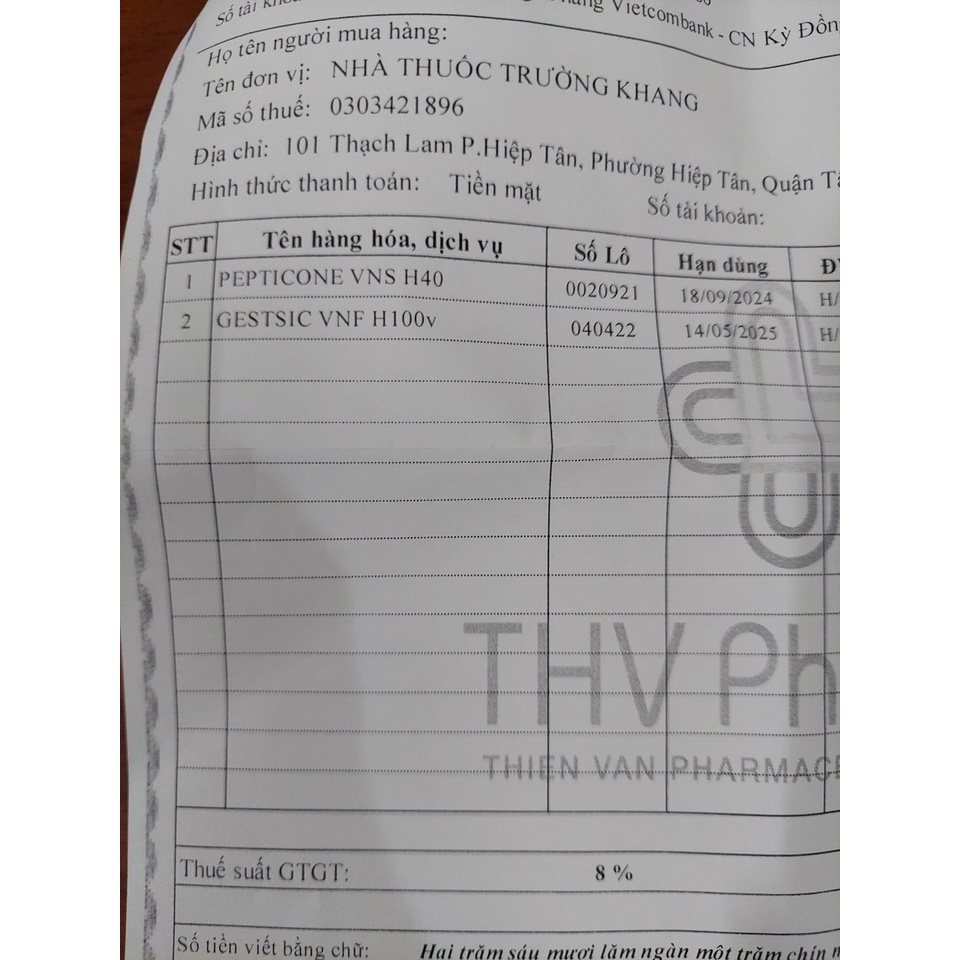 Số tài
Vietcombank - CN Kỳ Đồn
Họ tên người mua hàng:
Tên đơn vị: NHÀ THUỐC TRƯỜNG KHANG
Mã số thuế: 0303421896
Địa chỉ: 101 Thạch Lam P.Hiệp Tân, Phường Hiệp Tân, Quận Tâ
Hình thức thanh toán: Tiền mặt Số tài khoản:
STT Tên hàng hóa, dịch vụ Số Lô Hạn dùng Đ
1 PEPTICONE VNS H40 0020921 18/09/2024 H/
2 GESTSIC VNF H100v 040422 14/05/2025 H/
THV Ph
THIEN VAN PHARMACE
Thuế suất GTGT: 8 %
Số tiền viết bằng chữ: Hai trăm sáu mươi lăm ngàn một trăm chín